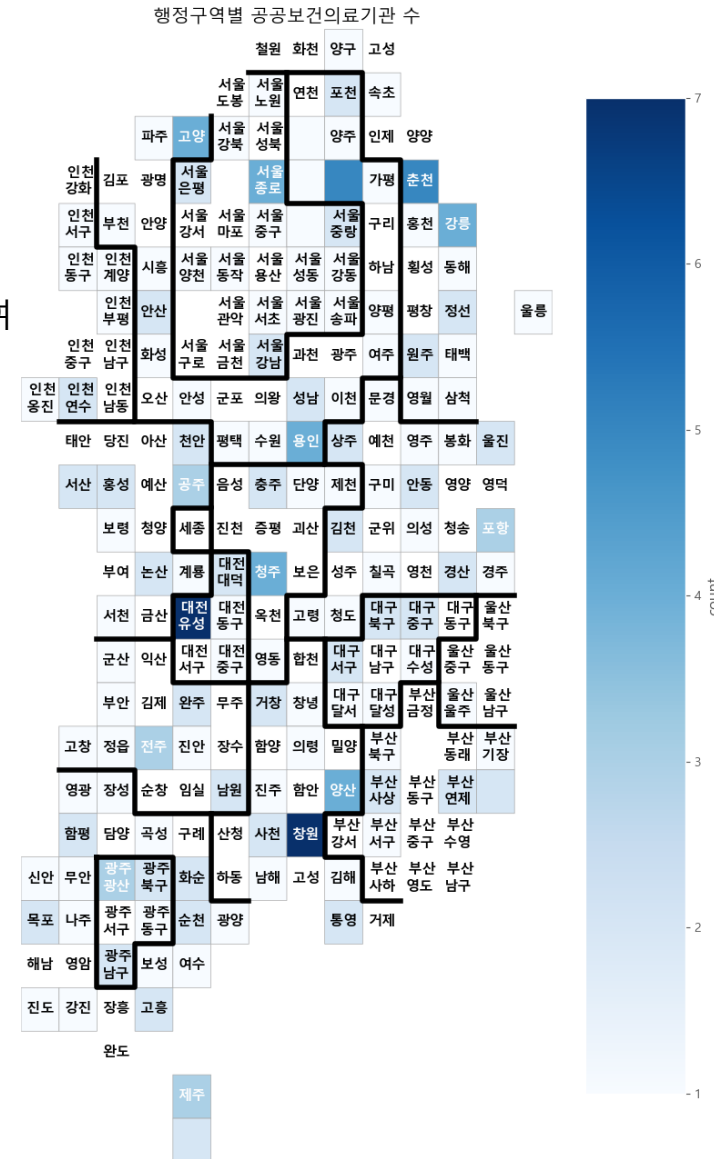 행정구역별 공공보건의료기관 수
철원 화천 양구 고성
서울 서울
도봉 노원 연천 포천 속초
파주 고양 서울 서울 양주 인제 양양
강북 성북
인천 김포 광명 서울 서울 가평 춘천
강화 은평 종로
인천 부천 안양 서울 서울 서울 서울 구리 홍천 강릉
서구 강서 마포 중구 중랑
인천 인천 시흥 서울 서울 서울 서울 서울 하남 횡성 동해
동구 계양 양천 동작 용산 성동 강동
인천 안산 서울 서울 서울 서울 양평 평창 정선 울릉
부평 관악 서초 광진 송파
인천 인천 화성 서울 서울 서울 과천 광주 여주 원주 태백
중구 남구 구로 금천 강남
인천 인천 인천 오산 안성 군포 의왕 성남 이천 문경 영월 삼척
옹진 연수 남동
태안 당진 아산 천안 평택 수원 용인 상주 예천 영주 봉화 울진
서산 홍성 예산 공주 음성 충주 단양 제천 구미 안동 영양 영덕
보령 청양 세종 진천 증평 괴산 김천 군위 의성 청송 포항
부여 논산 계룡 대전 청주 보은 성주 칠곡 영천 경산 경주
대덕
서천 금산 대전 대전 옥천 고령 청도 대구 대구 대구 울산
유성 동구 북구 중구 동구 북구
군산 익산 대전 대전 영동 합천 대구 대구 대구 울산 울산
서구 중구 서구 남구 수성 중구 동구
부안 김제 완주 무주 거창 창녕 대구 대구 부산 울산 울산
달서 달성 금정 울주 남구
고창 정읍 전주 진안 장수 함양 의령 밀양 부산 부산 부산
북구 동래 기장
영광 장성 순창 임실 남원 진주 함안 양산 부산 부산 부산
사상 동구 연제
함평 담양 곡성 구례 산청 사천 창원 부산 부산 부산 부산
강서 서구 중구 수영
신안 무안 광주 광주 화순 하동 남해 고성 김해 부산 부산 부산
광산 북구 사하 영도 남구
목포 나주 광주 광주 순천 광양 통영 거제
서구 동구
해남 영암 광주 보성 여수
남구
진도 강진 장흥 고흥
완도
제주
7
6
5
4
3
2
1
count